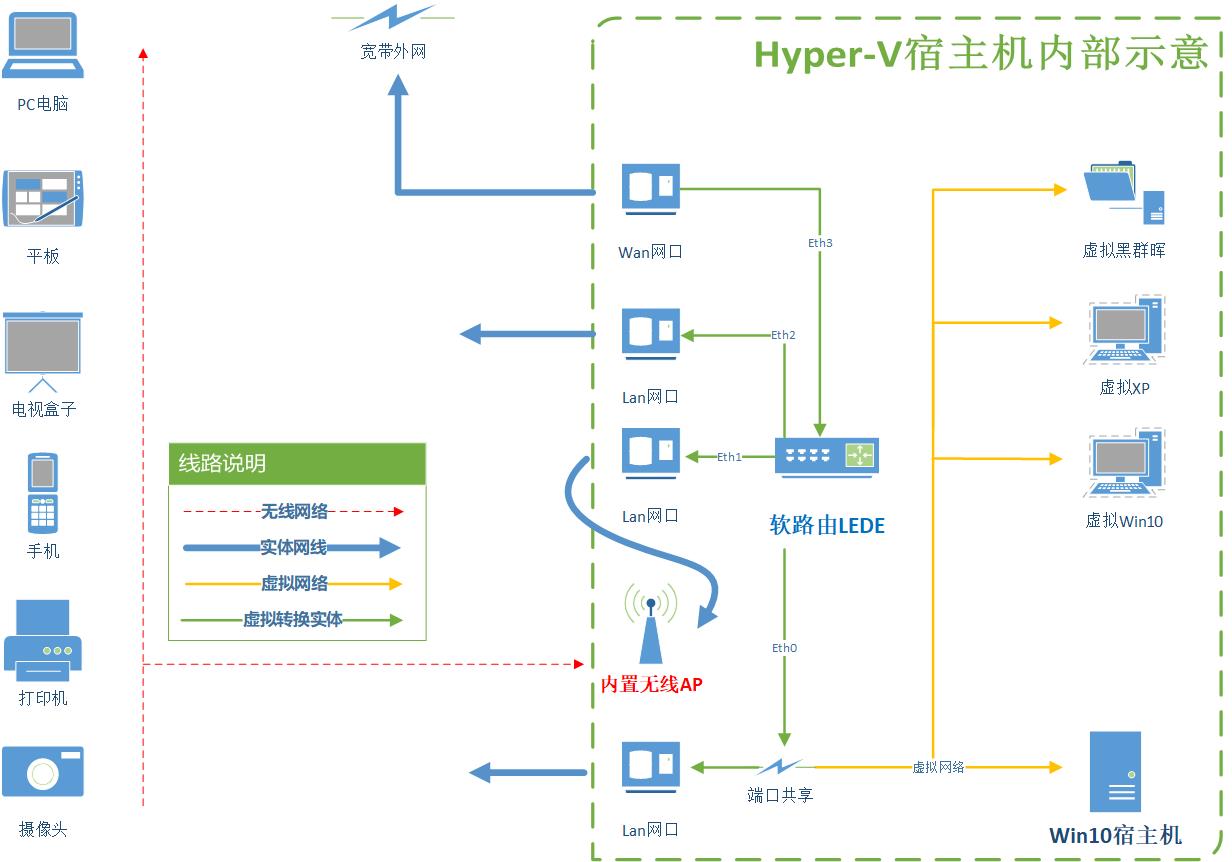 宽带外网
Hyper-V宿主机内部示意
PC电脑
平板
电视盒子
手机
打印机
摄像头
线路说明
无线网络
实体网线
虚拟网络
虚拟转换实体
Wan网口
Eth3
Lan网口
Eth2
Lan网口
Eth1
软路由LEDE
内置无线AP
Eth0
Lan网口
端口共享
虚拟网络
虚拟黑群晖
虚拟XP
虚拟Win10
Win10宿主机